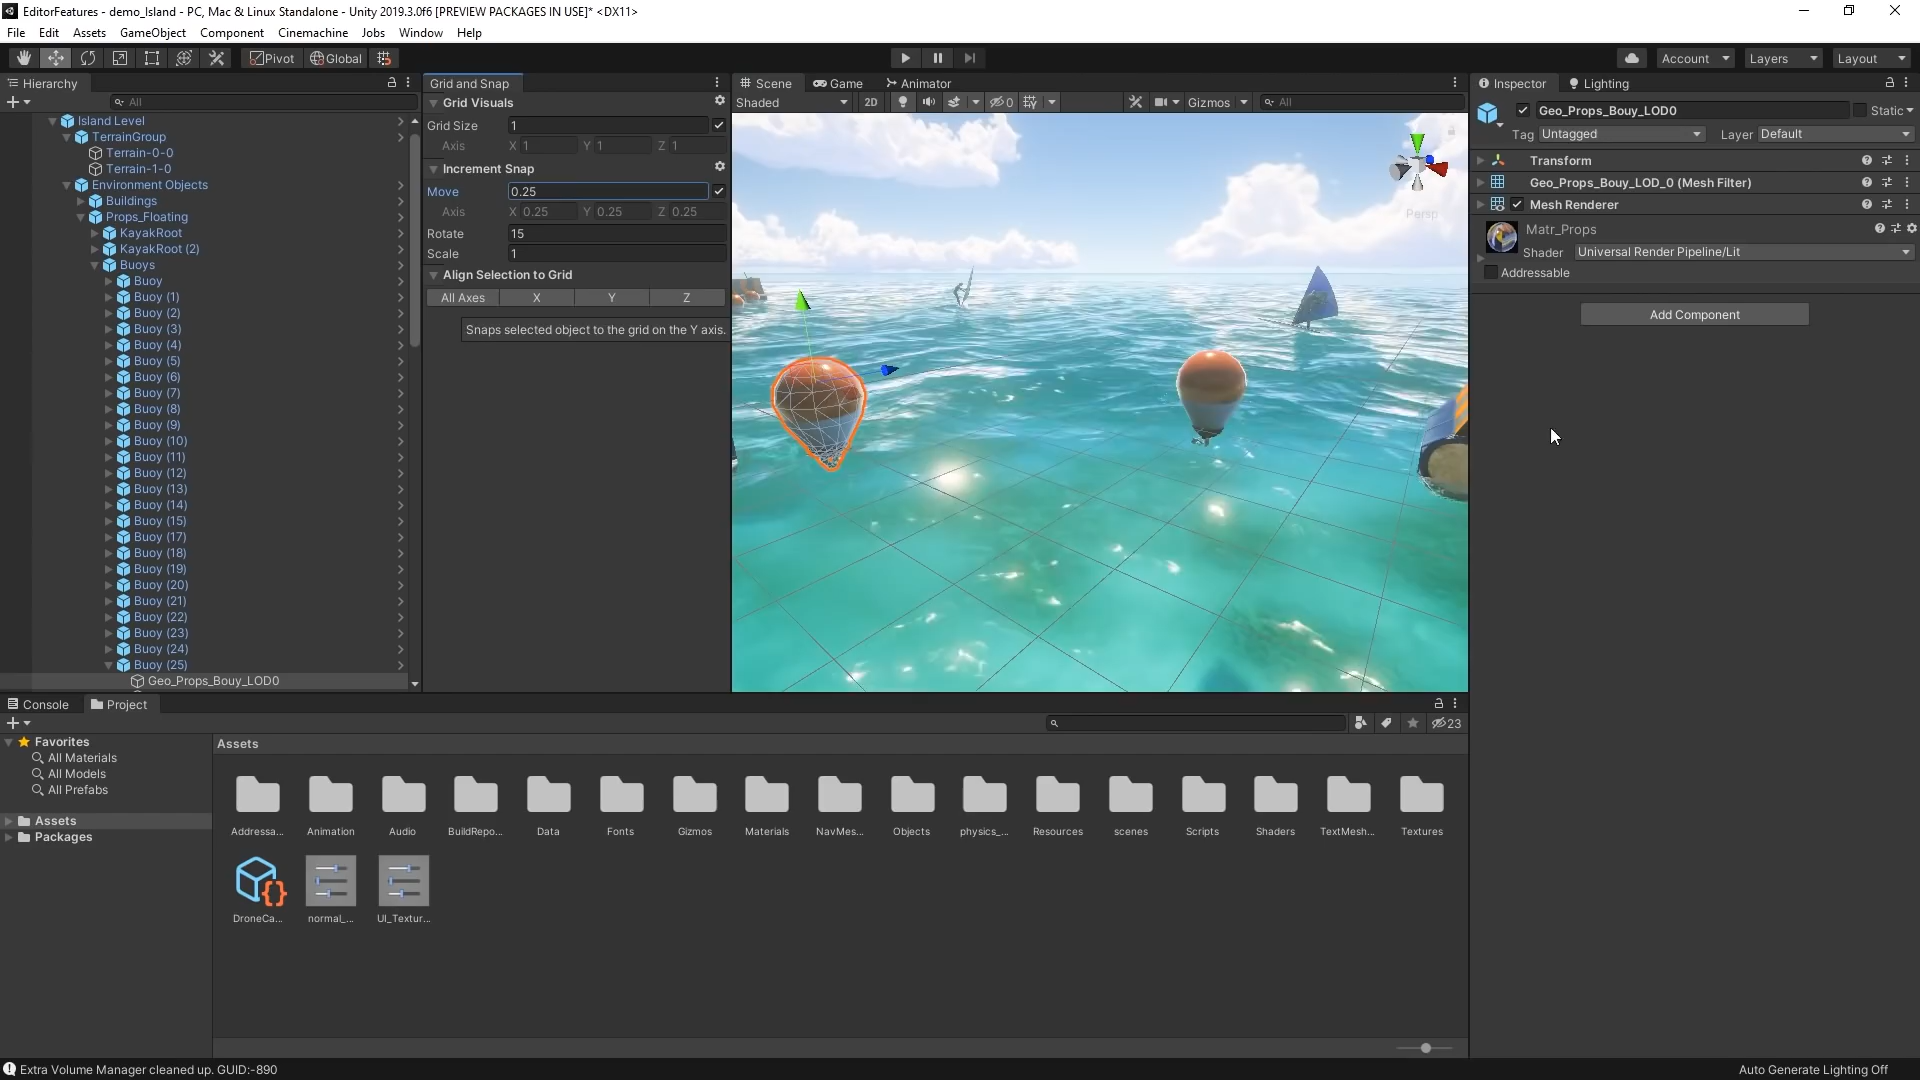 EditorFeatures - demo_Island - PC, Mac & Linux Standalone - Unity 2019.3.0f6 [PREVIEW PACKAGES IN USE]* <DX11>
File Edit Assets GameObject Component Cinemachine Jobs Window Help
Pivot Global Account Layers Layout
Hierarchy
All
Island Level
TerrainGroup
Terrain-0-0
Terrain-1-0
Environment Objects
Buildings
Props_Floating
KayakRoot
KayakRoot (2)
Buoys
Buoy
Buoy (1)
Buoy (2)
Buoy (3)
Buoy (4)
Buoy (5)
Buoy (6)
Buoy (7)
Buoy (8)
Buoy (9)
Buoy (10)
Buoy (11)
Buoy (12)
Buoy (13)
Buoy (14)
Buoy (15)
Buoy (17)
Buoy (18)
Buoy (19)
Buoy (20)
Buoy (21)
Buoy (22)
Buoy (23)
Buoy (24)
Buoy (25)
Geo_Props_Bouy_LOD0
Grid and Snap
Grid Visuals
Grid Size 1
Axis X 1 Y 1 Z 1
Increment Snap
Move 0.25
Axis X 0.25 Y 0.25 Z 0.25
Rotate 15
Scale 1
Align Selection to Grid
All Axes X Y Z
Snaps selected object to the grid on the Y axis.
Scene Game Animator
Shaded 2D 0 Gizmos All
Persp
Inspector Lighting
Geo_Props_Bouy_LOD0 Static
Tag Untagged Layer Default
Transform
Geo_Props_Bouy_LOD_0 (Mesh Filter)
Mesh Renderer
Matr_Props
Shader Universal Render Pipeline/Lit
Addressable
Add Component
Console Project
23
Favorites
All Materials
All Models
All Prefabs
Assets
Packages
Assets
Addressa... Animation Audio BuildRepo... Data Fonts Gizmos Materials NavMes... Objects physics_... Resources scenes Scripts Shaders TextMesh... Textures
DroneCa... normal_... UI_Textur...
Extra Volume Manager cleaned up. GUID:-890
Auto Generate Lighting Off